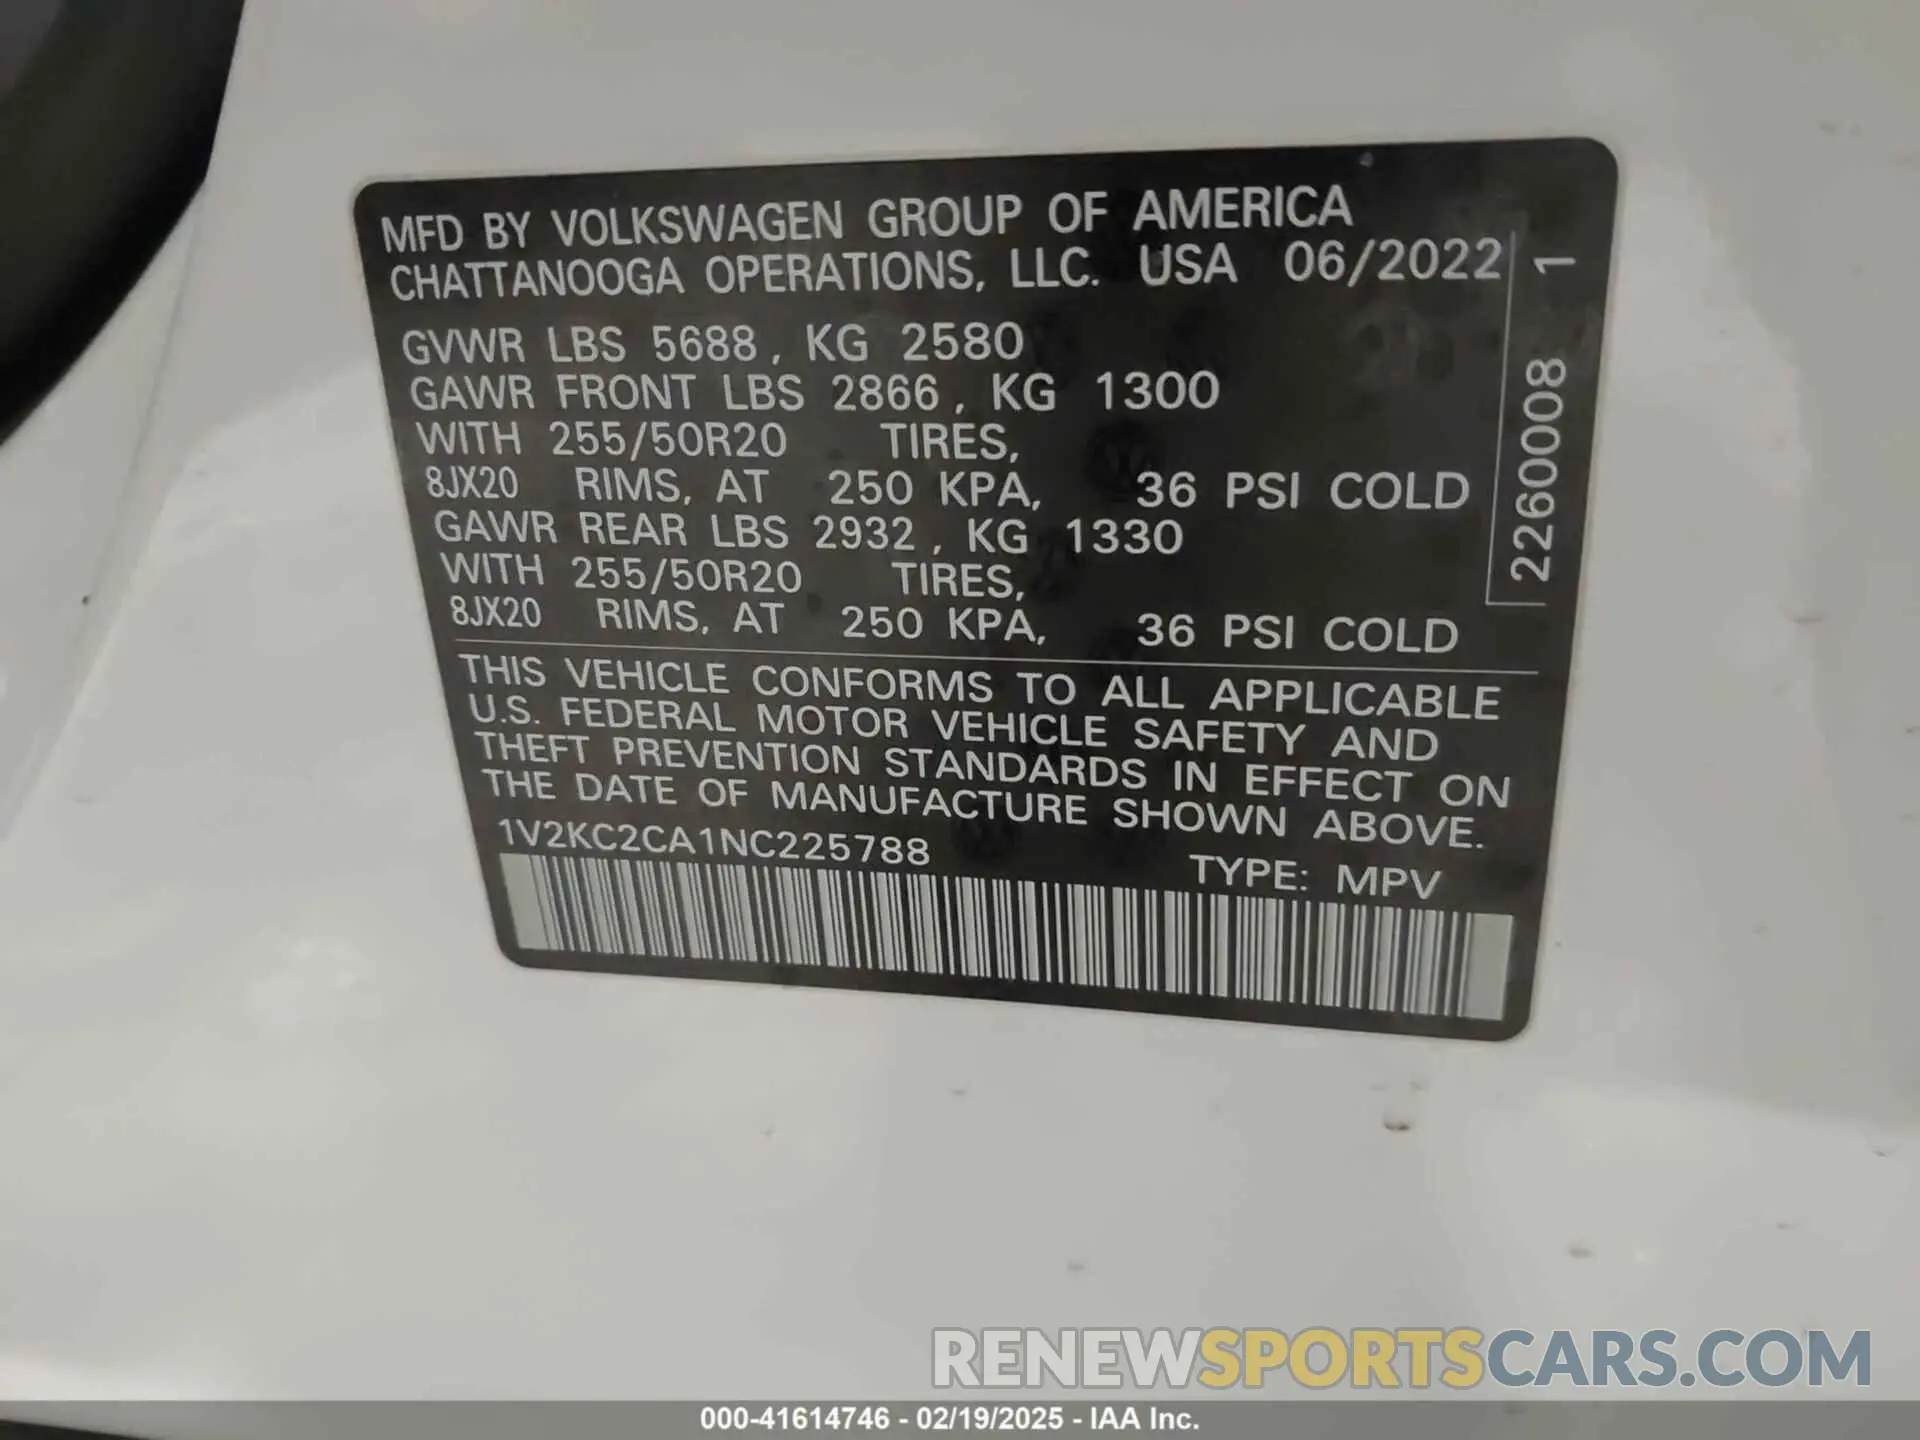 MFD BY VOLKSWAGEN GROUP OF AMERICA
CHATTANOOGA OPERATIONS, LLC. USA 06/2022
GVWR LBS 5688, KG 2580
GAWR FRONT LBS 2866, KG 1300
WITH 255/50R20 TIRES,
8JX20 RIMS, AT 250 KPA, 36 PSI COLD
GAWR REAR LBS 2932, KG 1330
WITH 255/50R20 TIRES,
8JX20 RIMS, AT 250 KPA, 36 PSI COLD
2260008 1
THIS VEHICLE CONFORMS TO ALL APPLICABLE
U.S. FEDERAL MOTOR VEHICLE SAFETY AND
THEFT PREVENTION STANDARDS IN EFFECT ON
THE DATE OF MANUFACTURE SHOWN ABOVE.
1V2KC2CA1NC225788
TYPE: MPV
RENEWSPORTSCARS.COM
000-41614746 - 02/19/2025 - IAA Inc.